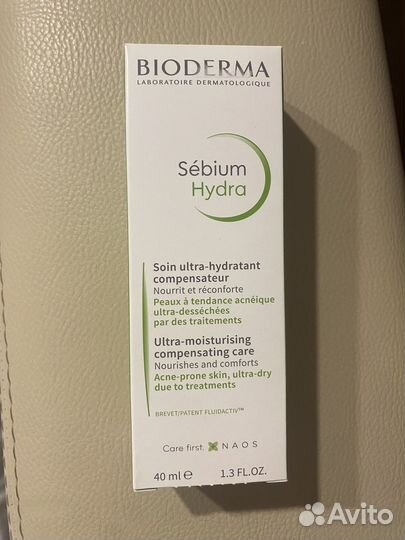 BIODERMA
LABORATOIRE DERMATOLOGIQUE
Sébium
Hydra
Soin ultra-hydratant
compensateur
Nourrit et réconforte
Peaux à tendance acnéique
ultra-desséchées
par des traitements
Ultra-moisturising
compensating care
Nourishes and comforts
Acne-prone skin, ultra-dry
due to treatments
BREVET/PATENT FLUIDACTIV™
Care first. NAOS
40 ml ℮ 1.3 FL.OZ.
Avito